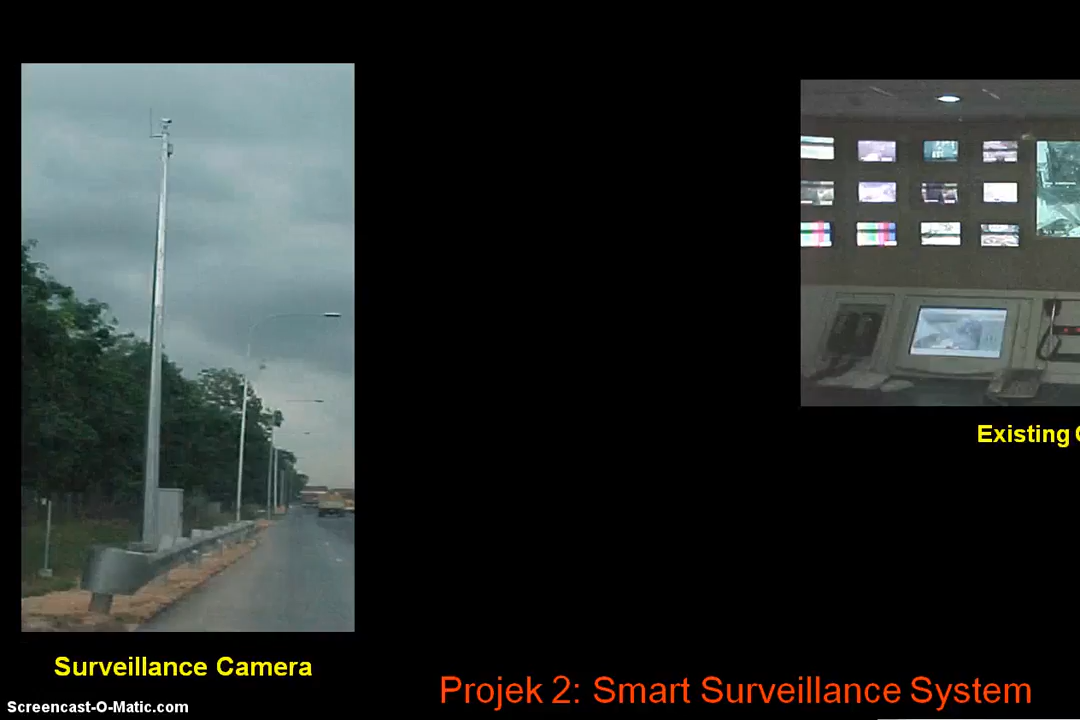 Existing
Surveillance Camera
Projek 2: Smart Surveillance System
Screencast-O-Matic.com